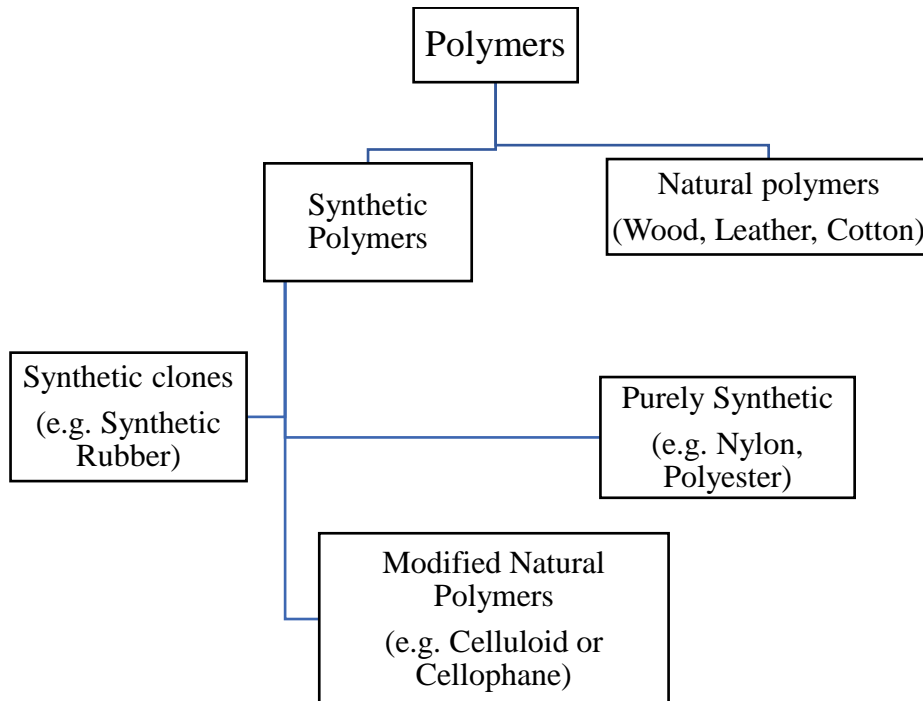 Polymers
Synthetic
Polymers
Natural polymers
(Wood, Leather, Cotton)
Synthetic clones
(e.g. Synthetic
Rubber)
Purely Synthetic
(e.g. Nylon,
Polyester)
Modified Natural
Polymers
(e.g. Celluloid or
Cellophane)